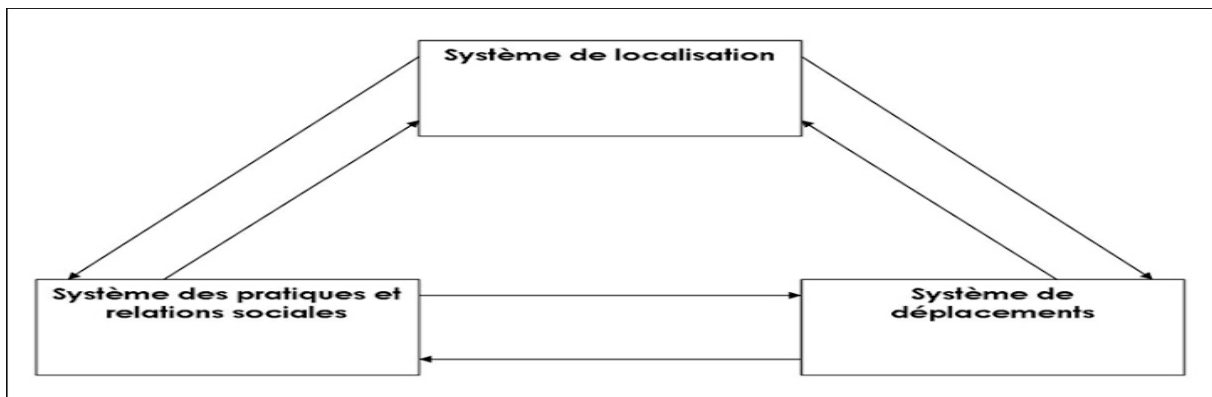 Système de localisation
Système des pratiques et
relations sociales
Système de
déplacements